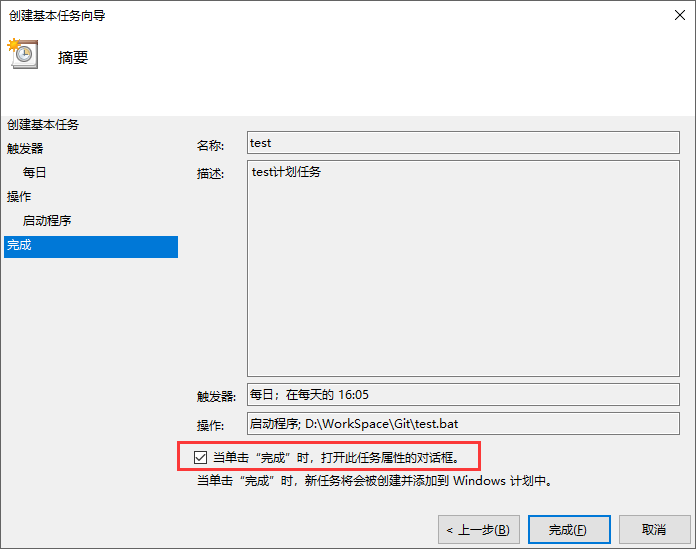 创建基本任务向导
摘要
创建基本任务
触发器
每日
操作
启动程序
完成
名称: test
描述: test计划任务
触发器: 每日；在每天的 16:05
操作: 启动程序; D:\WorkSpace\Git\test.bat
当单击“完成”时，打开此任务属性的对话框。
当单击“完成”时，新任务将会被创建并添加到 Windows 计划中。
< 上一步(B) 完成(F) 取消